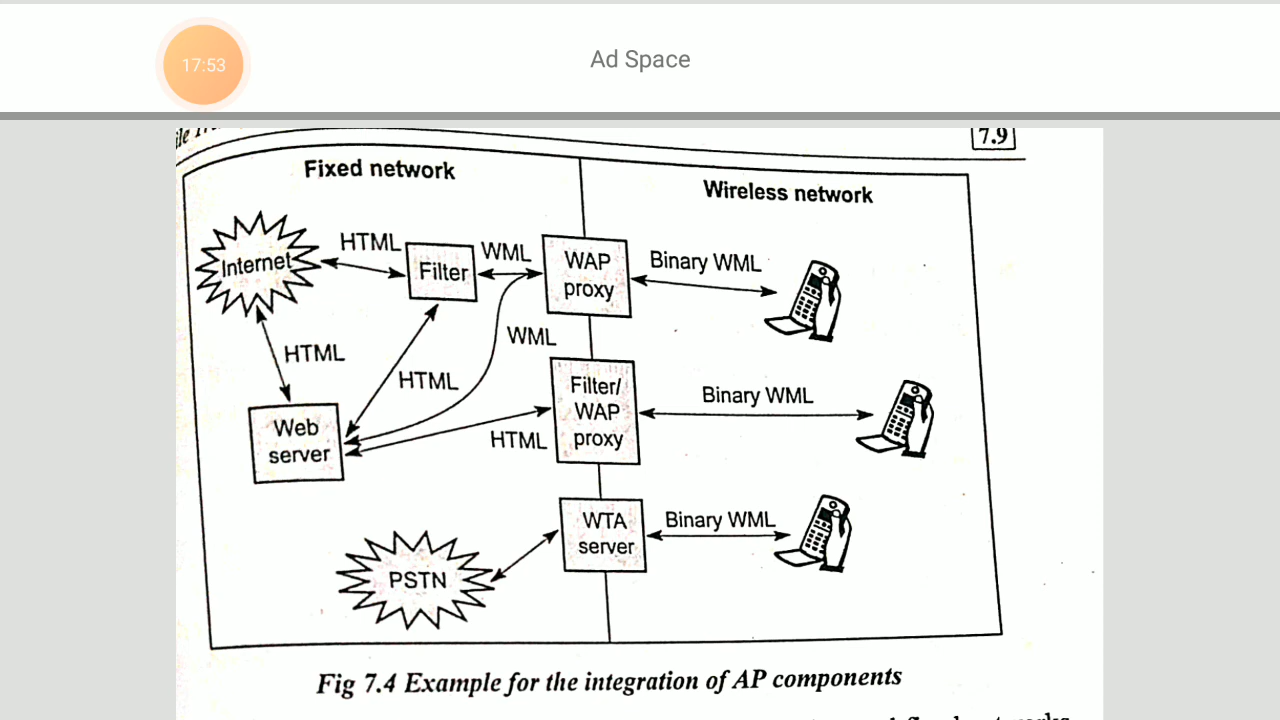 17:53
Ad Space
7.9
Fixed network
Wireless network
Internet
HTML
Filter
WML
WAP
proxy
Binary WML
HTML
HTML
WML
Web
server
HTML
Filter/
WAP
proxy
Binary WML
WTA
server
Binary WML
PSTN
Fig 7.4 Example for the integration of AP components